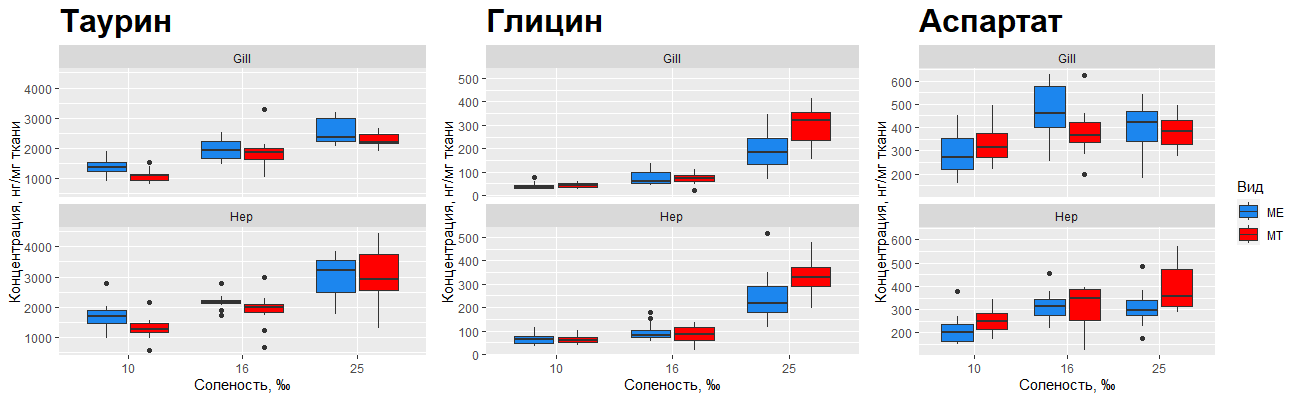 Таурин
Gill
4000
3000
2000
1000
Hep
4000
3000
2000
1000
10 16 25
Соленость, ‰
Концентрация, нг/мг ткани
Глицин
Gill
500
400
300
200
100
0
Hep
500
400
300
200
100
0
10 16 25
Соленость, ‰
Концентрация, нг/мг ткани
Аспартат
Gill
600
500
400
300
200
Hep
600
500
400
300
200
10 16 25
Соленость, ‰
Концентрация, нг/мг ткани
Вид
ME
MT